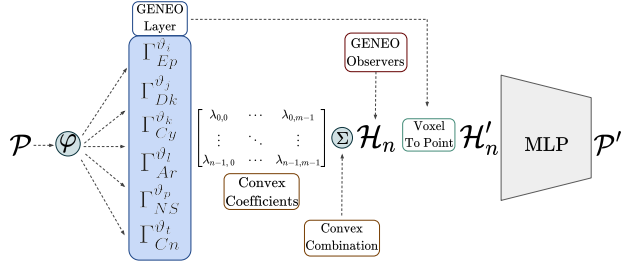 GENEO
Layer
Γ^{ϑ_i}_{Ep}
Γ^{ϑ_j}_{Dk}
Γ^{ϑ_k}_{Cy}
Γ^{ϑ_l}_{Ar}
Γ^{ϑ_p}_{NS}
Γ^{ϑ_t}_{Cn}
𝒫
φ
λ_{0,0} ⋯ λ_{0,m−1}
⋮ ⋱ ⋮
λ_{n−1,0} ⋯ λ_{n−1,m−1}
Convex
Coefficients
Σ
Convex
Combination
GENEO
Observers
ℋ_n
Voxel
To Point
ℋ′_n
MLP
𝒫′